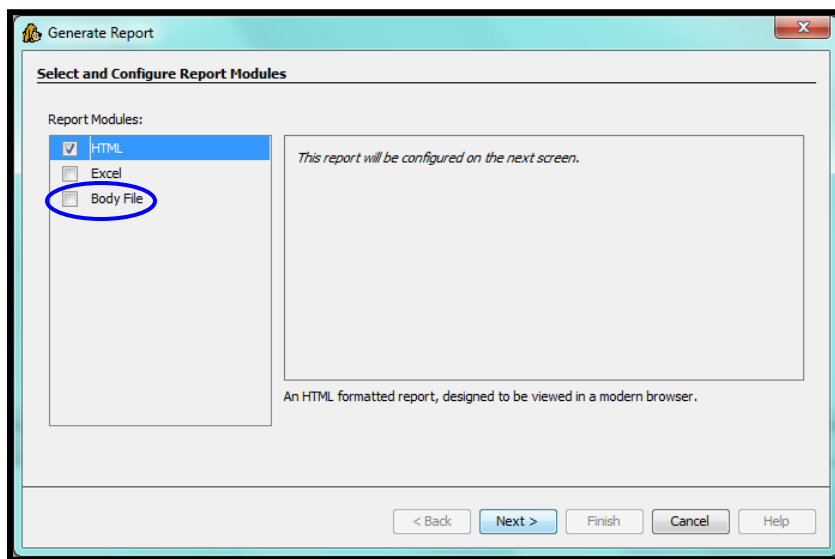 Generate Report
Select and Configure Report Modules
Report Modules:
HTML
Excel
Body File
This report will be configured on the next screen.
An HTML formatted report, designed to be viewed in a modern browser.
< Back
Next >
Finish
Cancel
Help